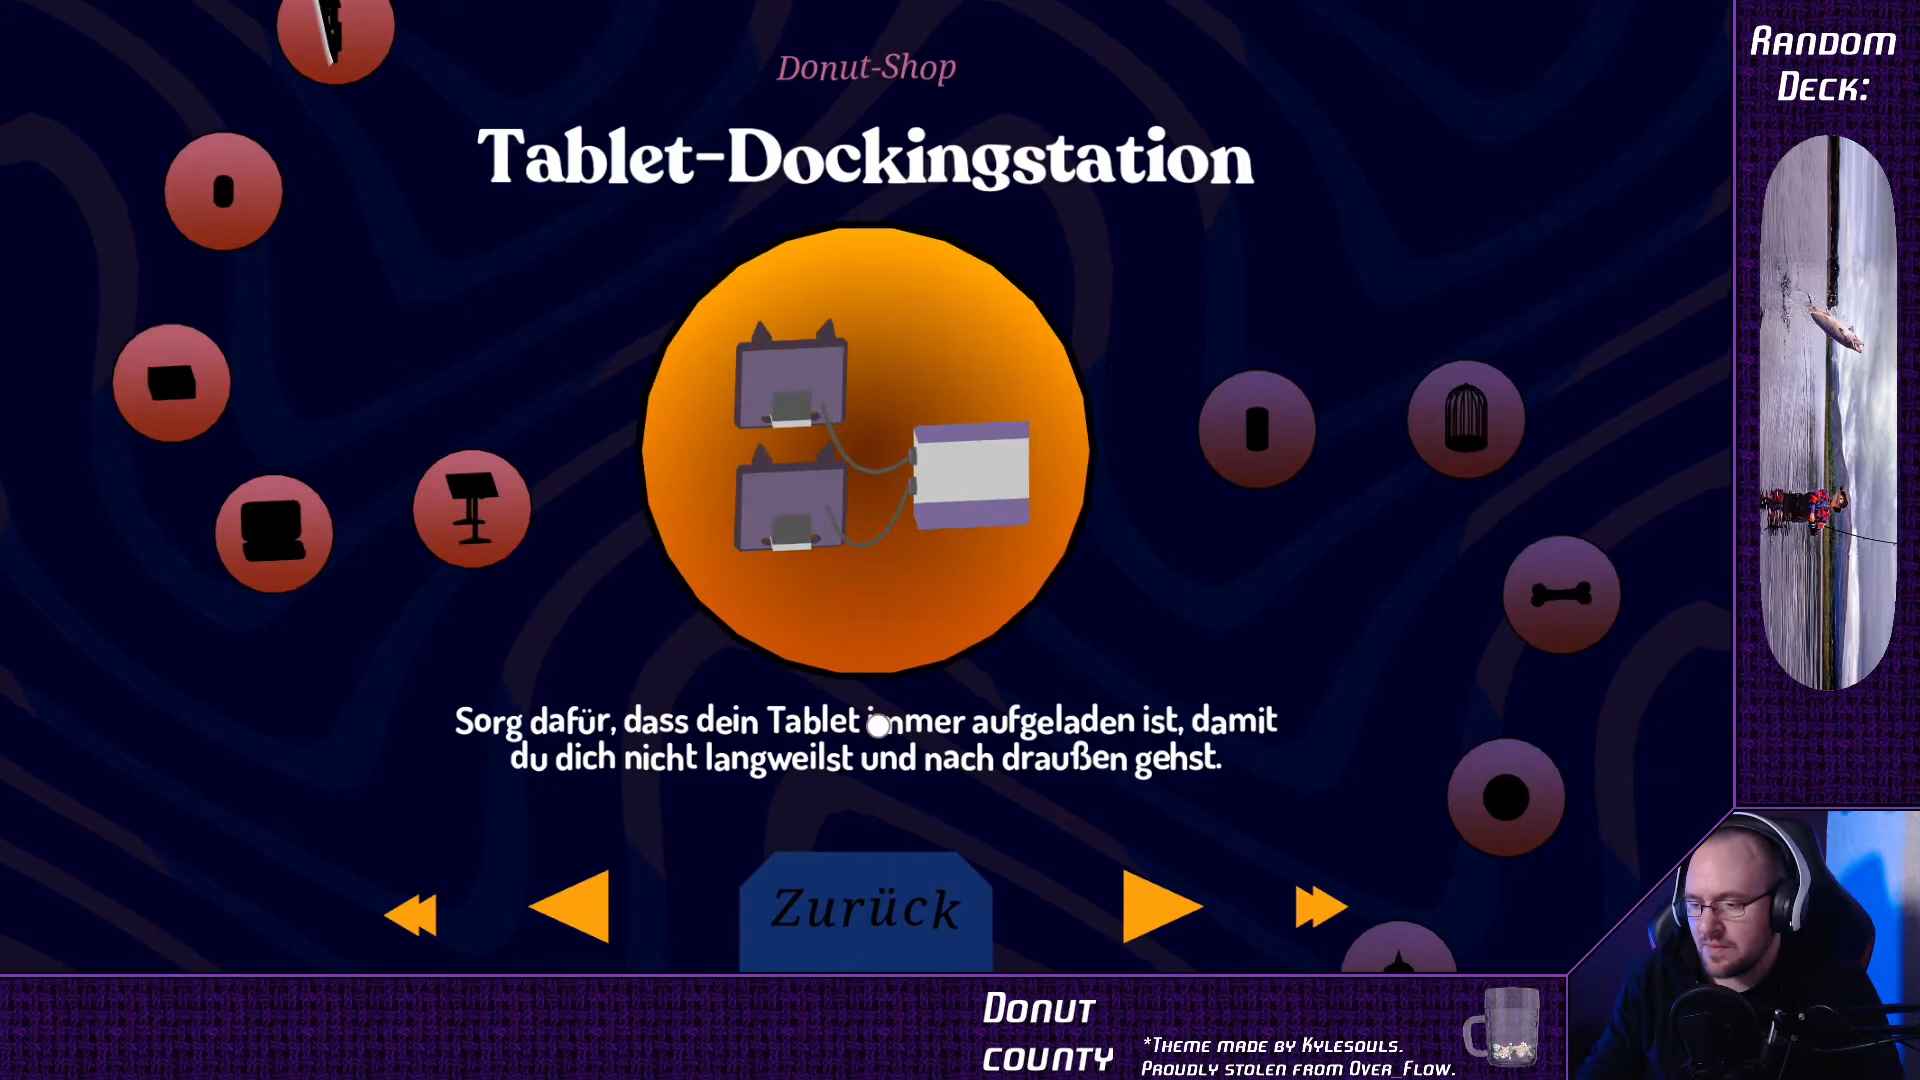 Donut-Shop
Tablet-Dockingstation
Sorg dafür, dass dein Tablet immer aufgeladen ist, damit
du dich nicht langweilst und nach draußen gehst.
Zurück
Random
Deck:
Donut
county
*Theme made by Kylesouls.
Proudly stolen from Over_Flow.